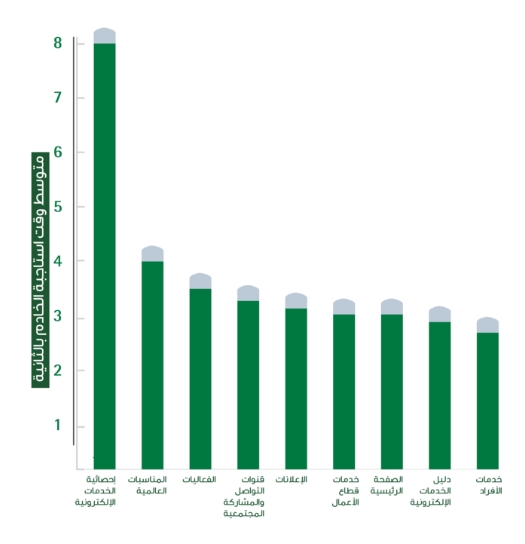 8
7
6
5
4
3
2
1
متوسط وقت استاجبة الخادم بالثانية
إحصائية
الخدمات
الإلكترونية
المناسبات
العالمية
الفعاليات
قنوات
التواصل
والمشاركة
المجتمعية
الإعلانات
خدمات
قطاع
الأعمال
الصفحة
الرئيسية
دليل
الخدمات
الإلكترونية
خدمات
الأفراد